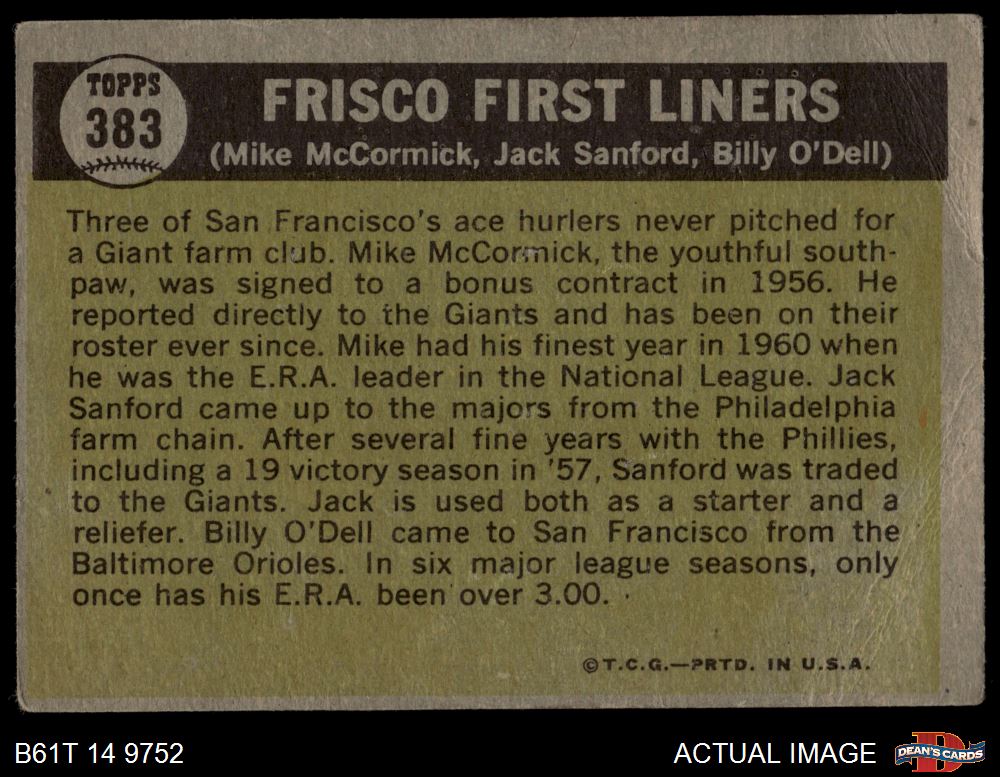 TOPPS
383
FRISCO FIRST LINERS
(Mike McCormick, Jack Sanford, Billy O'Dell)
Three of San Francisco's ace hurlers never pitched for
a Giant farm club. Mike McCormick, the youthful south-
paw, was signed to a bonus contract in 1956. He
reported directly to the Giants and has been on their
roster ever since. Mike had his finest year in 1960 when
he was the E.R.A. leader in the National League. Jack
Sanford came up to the majors from the Philadelphia
farm chain. After several fine years with the Phillies,
including a 19 victory season in '57, Sanford was traded
to the Giants. Jack is used both as a starter and a
reliefer. Billy O'Dell came to San Francisco from the
Baltimore Orioles. In six major league seasons, only
once has his E.R.A. been over 3.00.
©T.C.G.—PRTD. IN U.S.A.
B61T 14 9752
ACTUAL IMAGE
D
DEAN'S CARDS